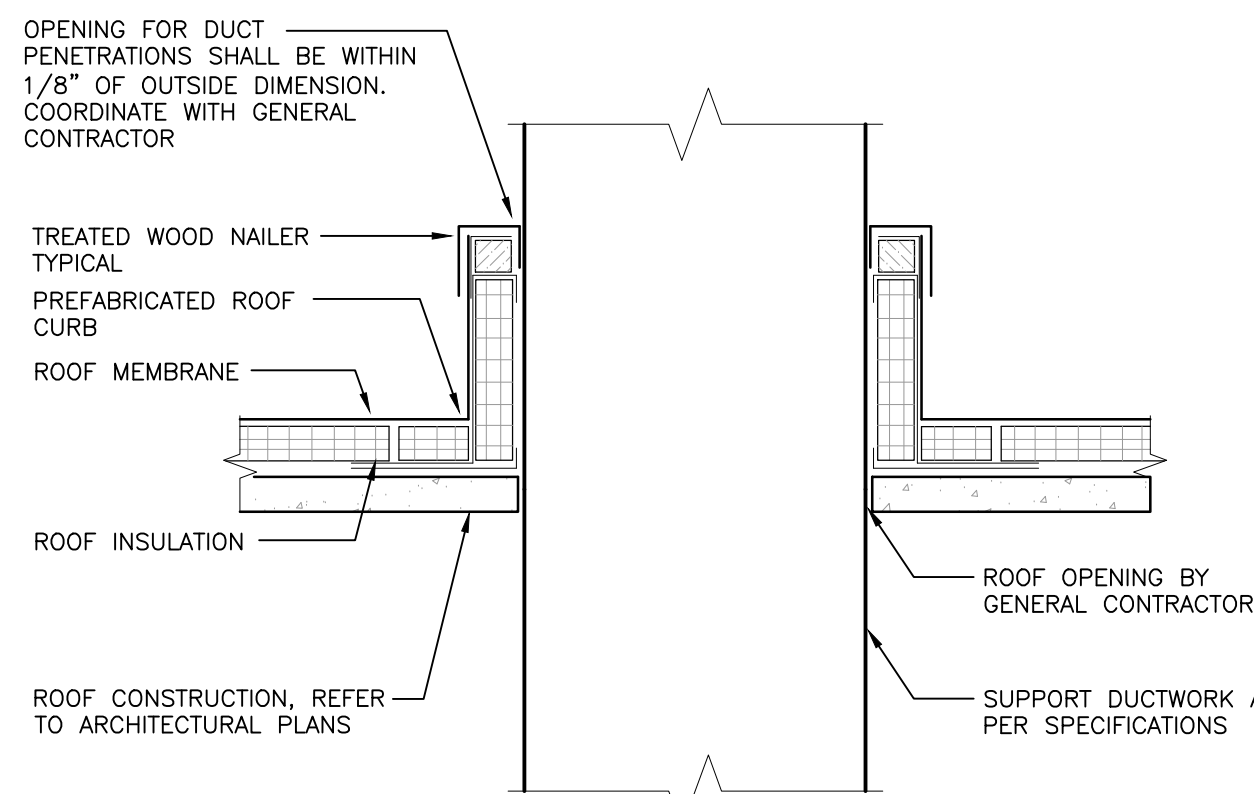 OPENING FOR DUCT
PENETRATIONS SHALL BE WITHIN
1/8” OF OUTSIDE DIMENSION.
COORDINATE WITH GENERAL
CONTRACTOR
TREATED WOOD NAILER
TYPICAL
PREFABRICATED ROOF
CURB
ROOF MEMBRANE
ROOF INSULATION
ROOF CONSTRUCTION, REFER
TO ARCHITECTURAL PLANS
ROOF OPENING BY
GENERAL CONTRACTOR
SUPPORT DUCTWORK
PER SPECIFICATIONS